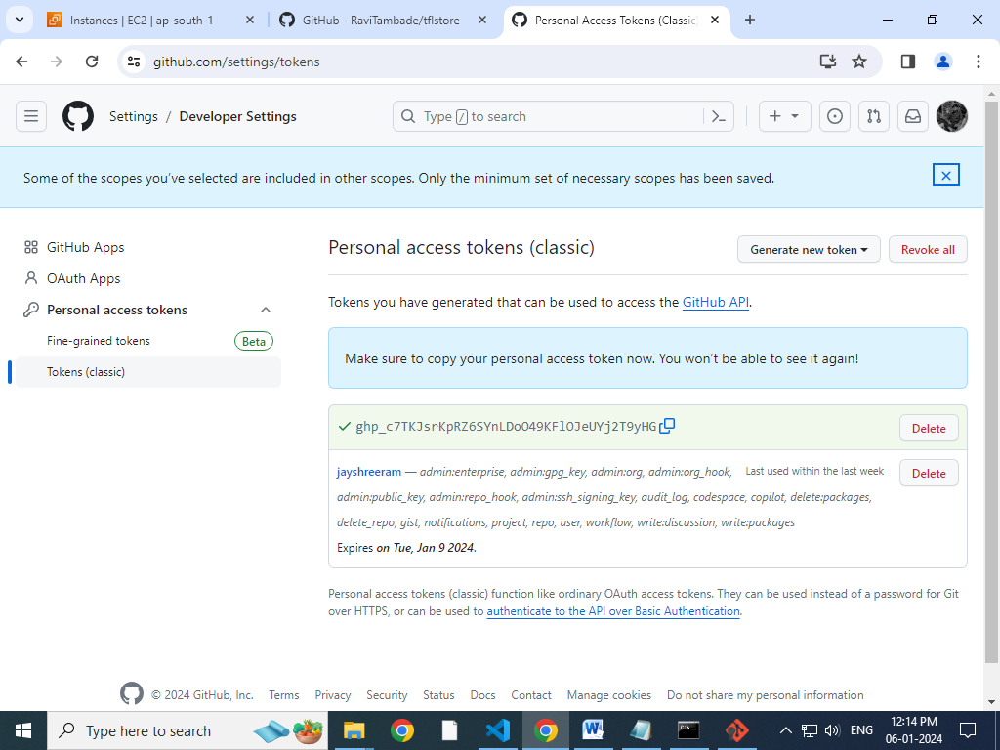 Instances | EC2 | ap-south-1
GitHub - RaviTambade/tflstore
Personal Access Tokens (Classic)
github.com/settings/tokens
Settings / Developer Settings
Type / to search
Some of the scopes you've selected are included in other scopes. Only the minimum set of necessary scopes has been saved.
GitHub Apps
OAuth Apps
Personal access tokens
Fine-grained tokens Beta
Tokens (classic)
Personal access tokens (classic)
Generate new token
Revoke all
Tokens you have generated that can be used to access the GitHub API.
Make sure to copy your personal access token now. You won't be able to see it again!
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
Delete
jayshreeram — admin:enterprise, admin:gpg_key, admin:org, admin:org_hook,
admin:public_key, admin:repo_hook, admin:ssh_signing_key, audit_log, codespace, copilot, delete:packages,
delete_repo, gist, notifications, project, repo, user, workflow, write:discussion, write:packages
Last used within the last week
Delete
Expires on Tue, Jan 9 2024.
Personal access tokens (classic) function like ordinary OAuth access tokens. They can be used instead of a password for Git
over HTTPS, or can be used to authenticate to the API over Basic Authentication.
© 2024 GitHub, Inc. Terms Privacy Security Status Docs Contact Manage cookies Do not share my personal information
Type here to search
ENG
12:14 PM
06-01-2024